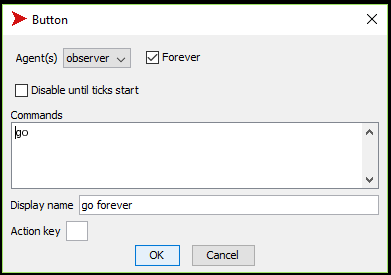 Button
Agent(s) observer Forever
Disable until ticks start
Commands
go
Display name go forever
Action key
OK Cancel